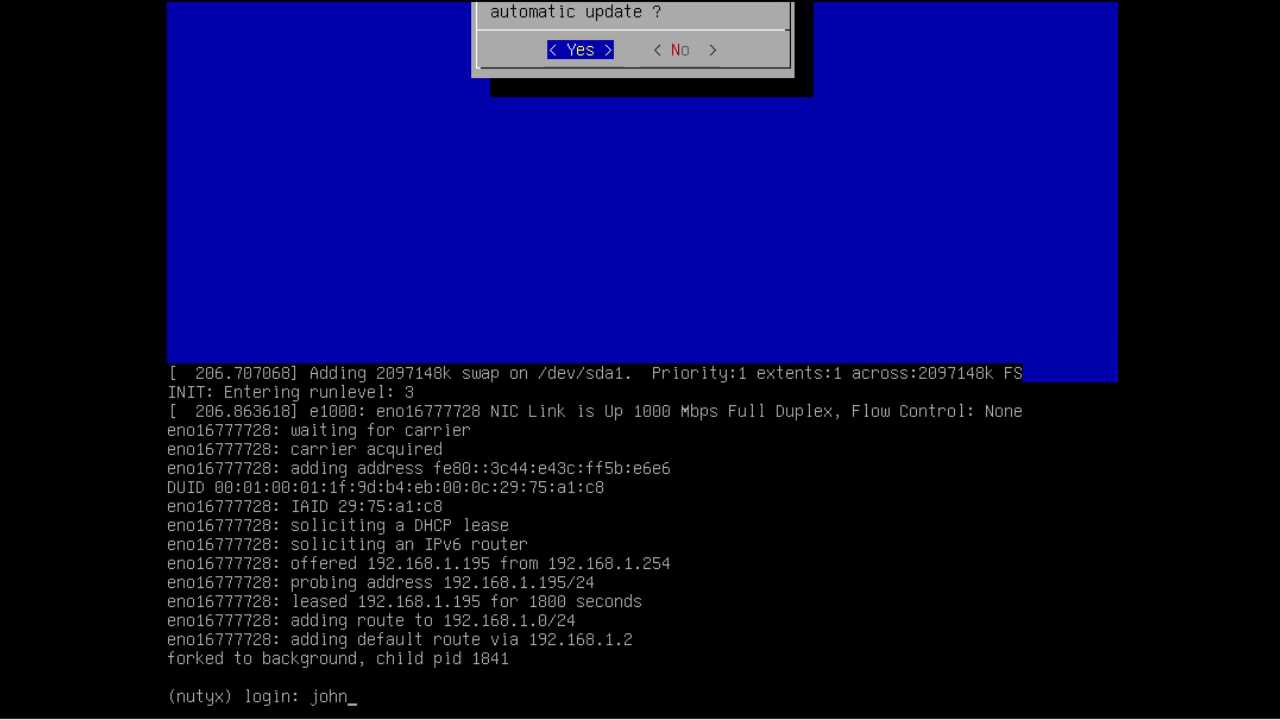 automatic update ?
< Yes > < No >
[  206.707068] Adding 2097148k swap on /dev/sda1.  Priority:1 extents:1 across:2097148k FS
INIT: Entering runlevel: 3
[  206.863618] e1000: eno16777728 NIC Link is Up 1000 Mbps Full Duplex, Flow Control: None
eno16777728: waiting for carrier
eno16777728: carrier acquired
eno16777728: adding address fe80::3c44:e43c:ff5b:e6e6
DUID 00:01:00:01:1f:9d:b4:eb:00:0c:29:75:a1:c8
eno16777728: IAID 29:75:a1:c8
eno16777728: soliciting a DHCP lease
eno16777728: soliciting an IPv6 router
eno16777728: offered 192.168.1.195 from 192.168.1.254
eno16777728: probing address 192.168.1.195/24
eno16777728: leased 192.168.1.195 for 1800 seconds
eno16777728: adding route to 192.168.1.0/24
eno16777728: adding default route via 192.168.1.2
forked to background, child pid 1841
(nutyx) login: john_